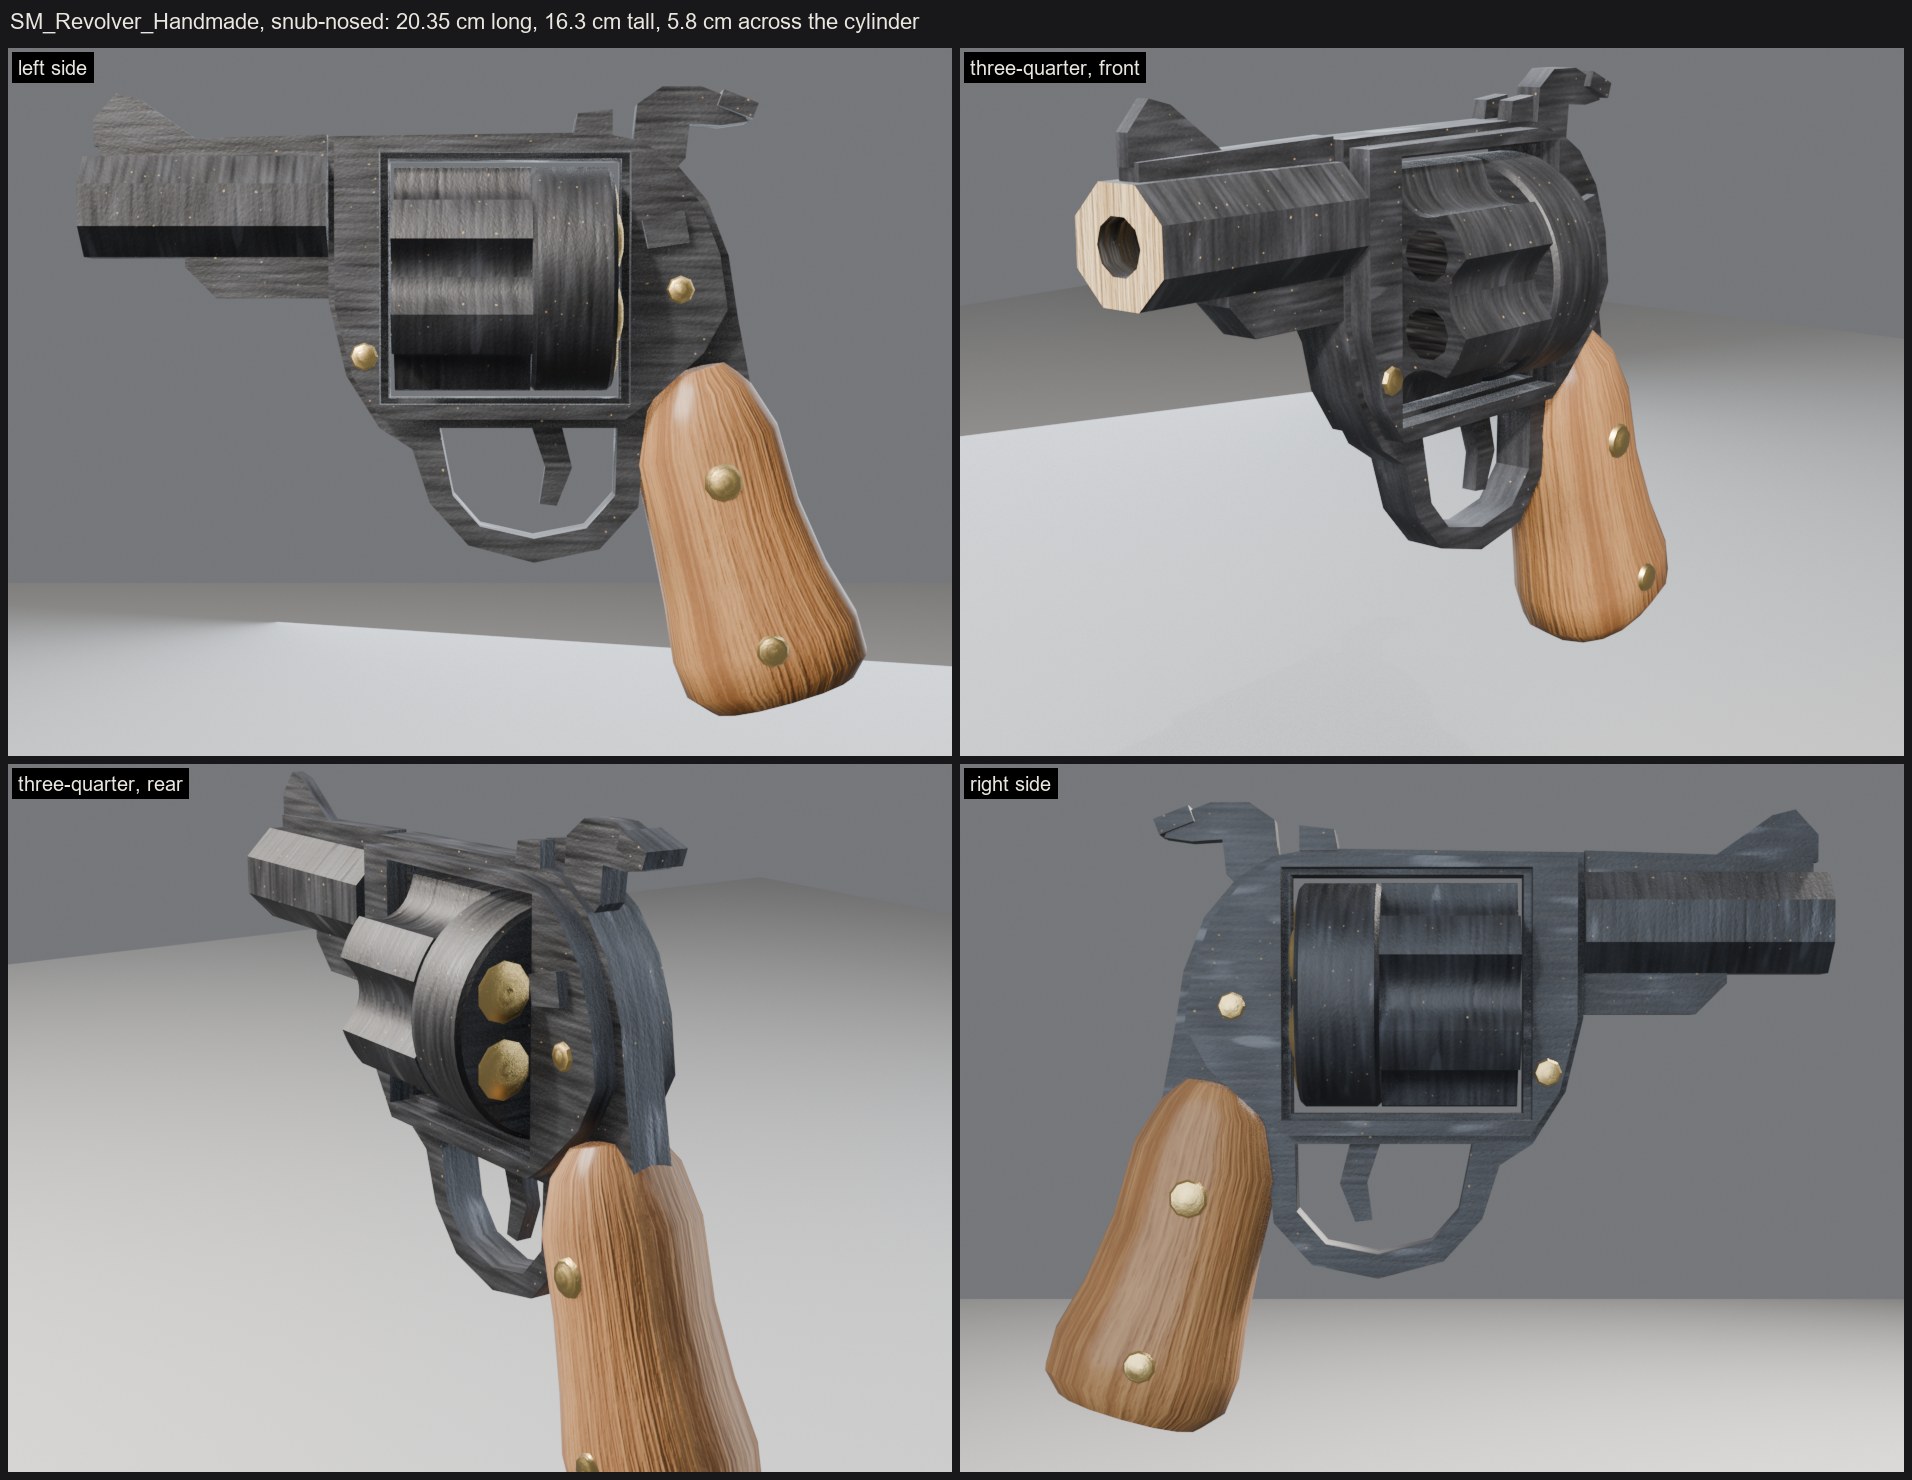 SM_Revolver_Handmade, snub-nosed: 20.35 cm long, 16.3 cm tall, 5.8 cm across the cylinder
left side
three-quarter, front
three-quarter, rear
right side